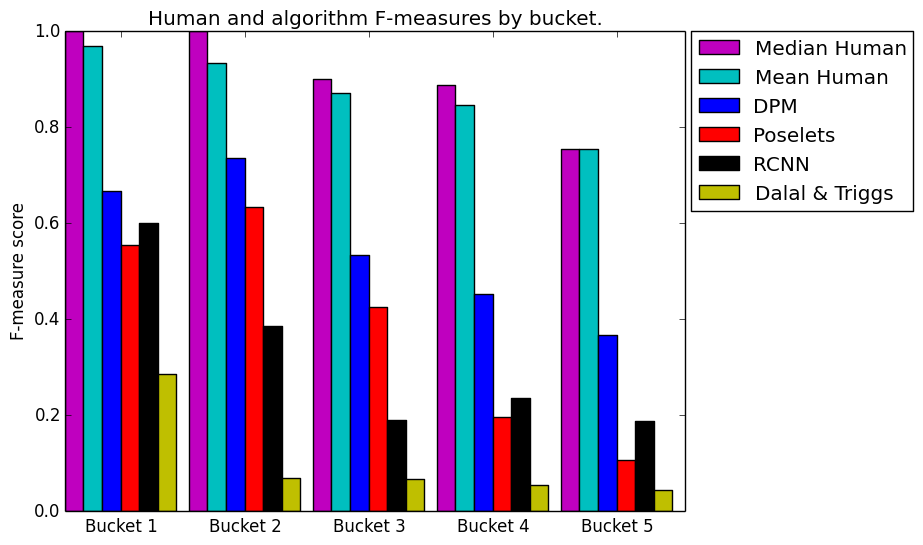 Human and algorithm F-measures by bucket.
F-measure score
1.0
0.8
0.6
0.4
0.2
0.0
Bucket 1
Bucket 2
Bucket 3
Bucket 4
Bucket 5
Median Human
Mean Human
DPM
Poselets
RCNN
Dalal & Triggs